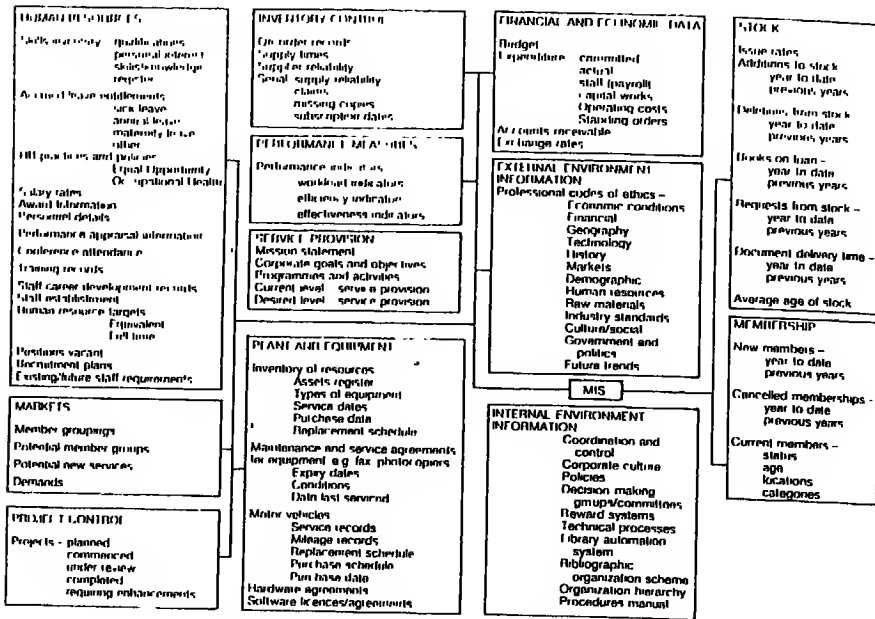 HUMAN RESOURCES
Skills inventory - qualifications
personal interest
skills/knowledge
register
Accrued leave entitlements
sick leave
annual leave
maternity leave
other
HR practices and policies
Equal Opportunity
Occupational Health
Salary rates
Award Information
Personnel details
Performance appraisal information
Conference attendance
Training records
Staff career development records
Staff establishment
Human resource targets
Equivalent
Full time
Positions vacant
Recruitment plans
Existing/future staff requirements
MARKETS
Member groupings
Potential member groups
Potential new services
Demands
PROJECT CONTROL
Projects - planned
commenced
under review
completed
requiring enhancements
INVENTORY CONTROL
On order records
Supply times
Supplier reliability
Serial supply reliability
claims
missing copies
subscription dates
PERFORMANCE MEASURES
Performance indicators
workload indicators
efficiency indicator
effectiveness indicators
SERVICE PROVISION
Mission statement
Corporate goals and objectives
Programmes and activities
Current level service provision
Desired level service provision
PLANT AND EQUIPMENT
Inventory of resources
Assets register
Types of equipment
Service dates
Purchase data
Replacement schedule
Maintenance and service agreements
for equipment e.g fax photocopiers
Expiry dates
Conditions
Date last serviced
Motor vehicles
Service records
Mileage records
Replacement schedule
Purchase schedule
Purchase date
Hardware agreements
Software licences/agreements
FINANCIAL AND ECONOMIC DATA
Budget
Expenditure committed
actual
staff (payroll)
capital works
Operating costs
Standing orders
Accounts receivable
Exchange rates
EXTERNAL ENVIRONMENT
INFORMATION
Professional codes of ethics –
Economic conditions
Financial
Geography
Technology
History
Markets
Demographic
Human resources
Raw materials
Industry standards
Culture/social
Government and
politics
Future trends
MIS
INTERNAL ENVIRONMENT
INFORMATION
Coordination and
control
Corporate culture
Policies
Decision making
groups/committees
Reward systems
Technical processes
Library automation
system
Bibliographic
organization scheme
Organization hierarchy
Procedures manual
STOCK
Issue rates
Additions to stock
year to date
previous years
Deletions from stock
year to date
previous years
Books on loan –
year to date
previous years
Requests from stock –
year to date
previous years
Document delivery time –
year to date
previous years
Average age of stock
MEMBERSHIP
New members –
year to date
previous years
Cancelled memberships -
year to date
previous years
Current members –
status
age
locations
categories